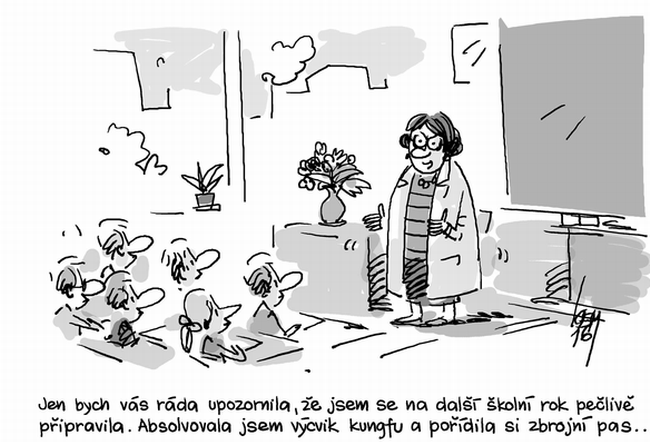 Jen bych vás ráda upozornila, že jsem se na další školní rok pečlivě
připravila. Absolvovala jsem výcvik kungfu a pořídila si zbrojní pas..
16